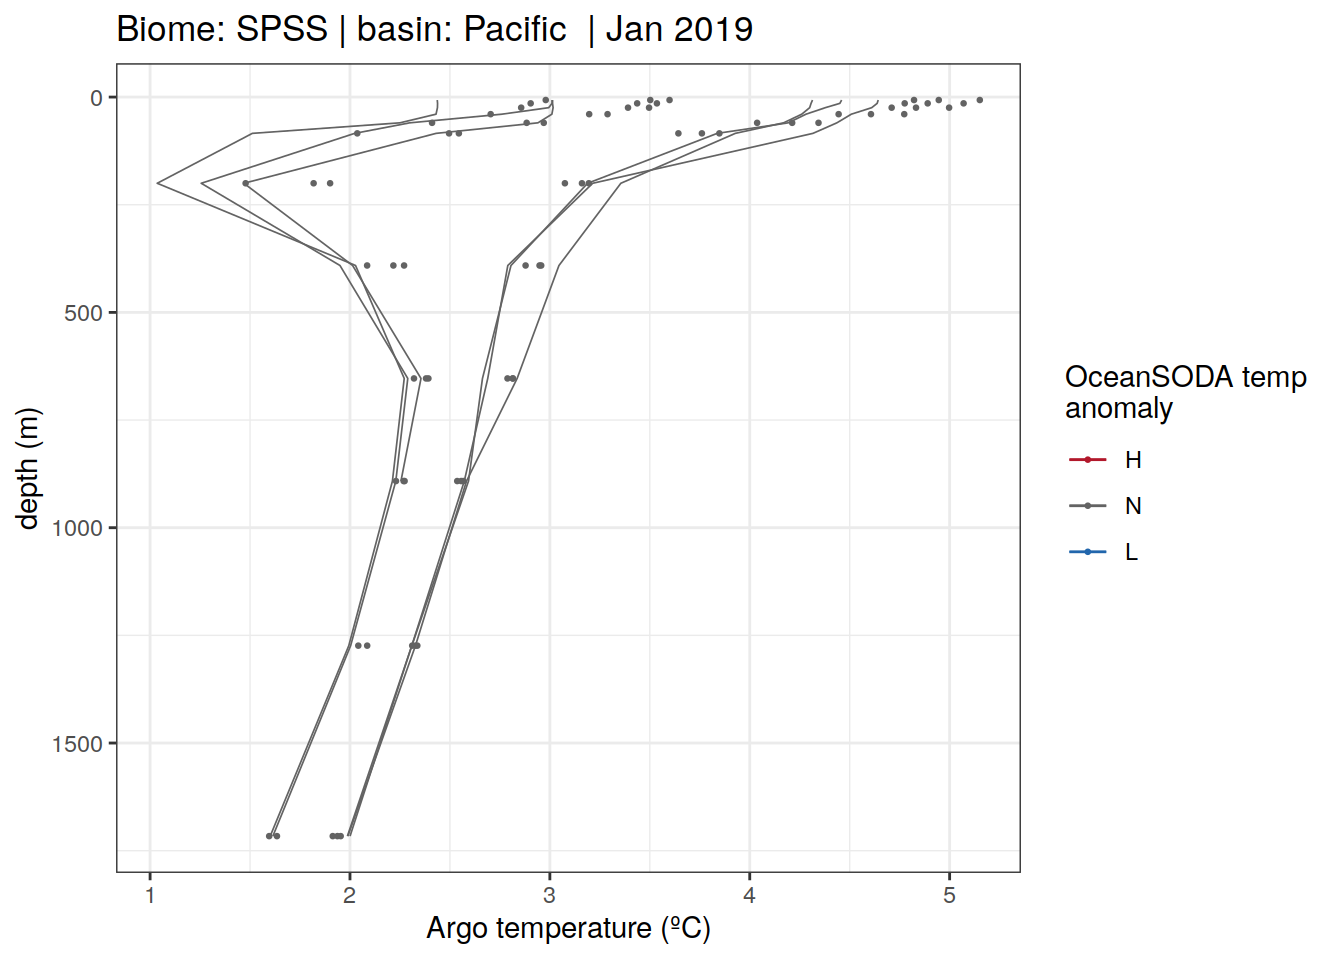 Biome: SPSS | basin: Pacific  | Jan 2019
0
500
1000
1500
depth (m)
1
2
3
4
5
Argo temperature (ºC)
OceanSODA temp
anomaly
H
N
L